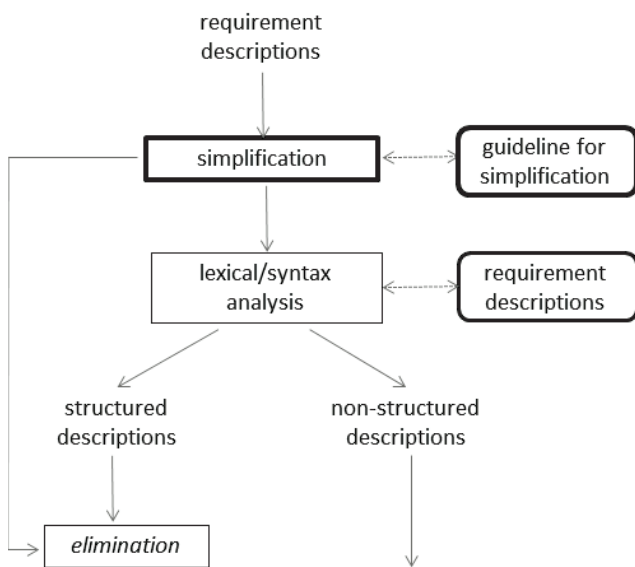 requirement
descriptions
simplification
guideline for
simplification
lexical/syntax
analysis
requirement
descriptions
structured
descriptions
non-structured
descriptions
elimination